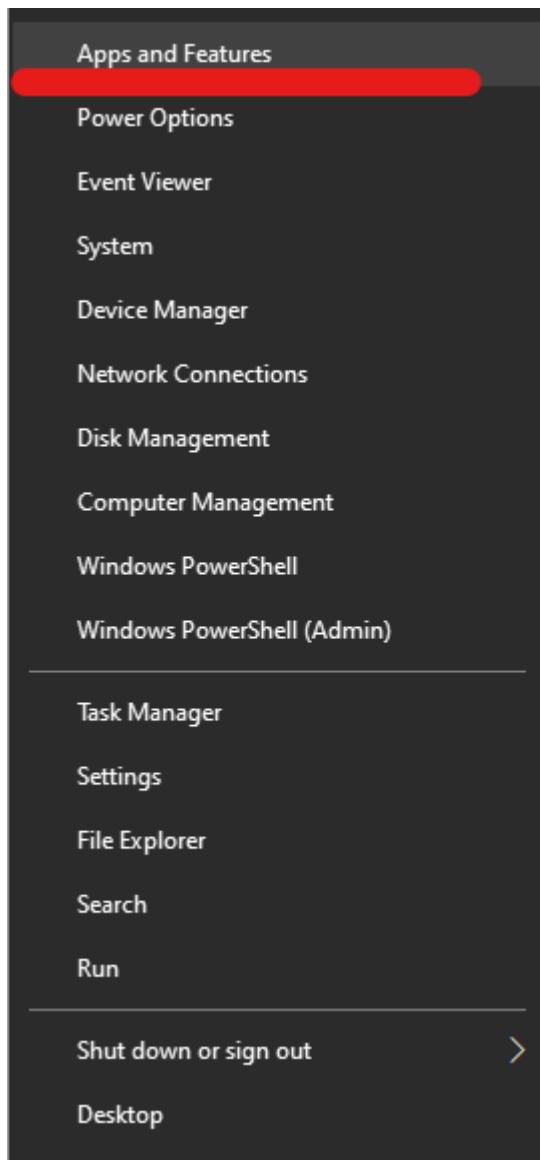 Apps and Features
Power Options
Event Viewer
System
Device Manager
Network Connections
Disk Management
Computer Management
Windows PowerShell
Windows PowerShell (Admin)
Task Manager
Settings
File Explorer
Search
Run
Shut down or sign out
Desktop